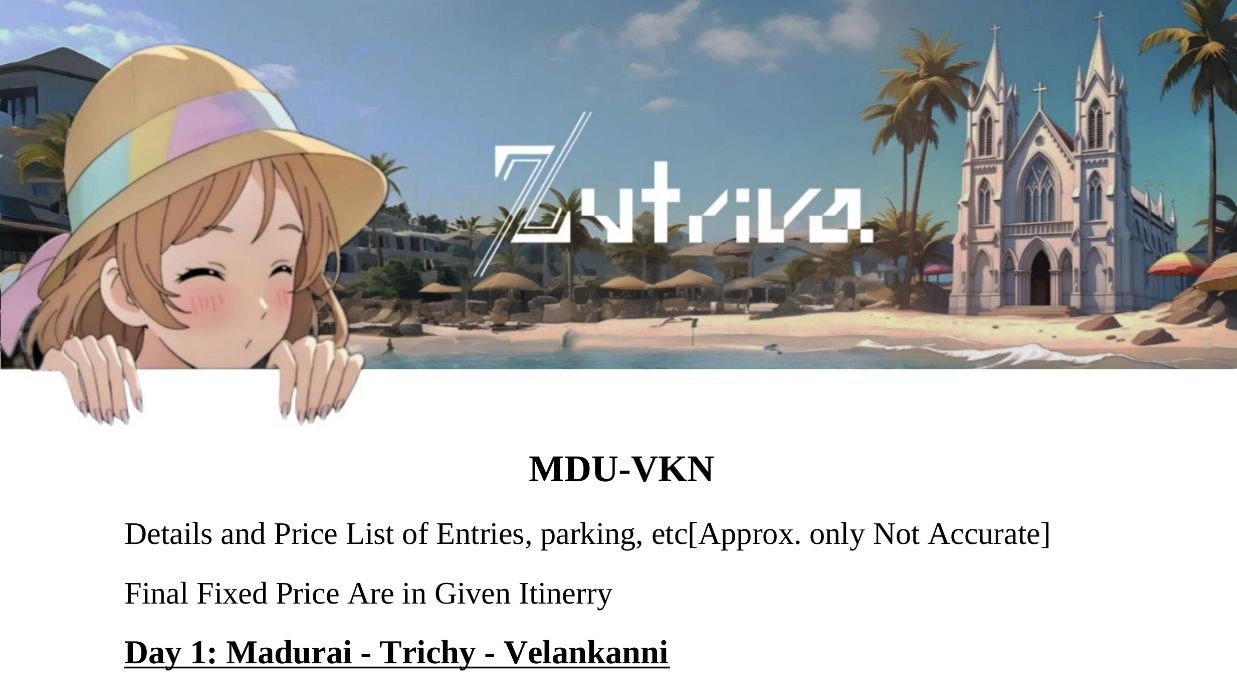 Zutriva.
MDU-VKN
Details and Price List of Entries, parking, etc[Approx. only Not Accurate]
Final Fixed Price Are in Given Itinerry
Day 1: Madurai - Trichy - Velankanni